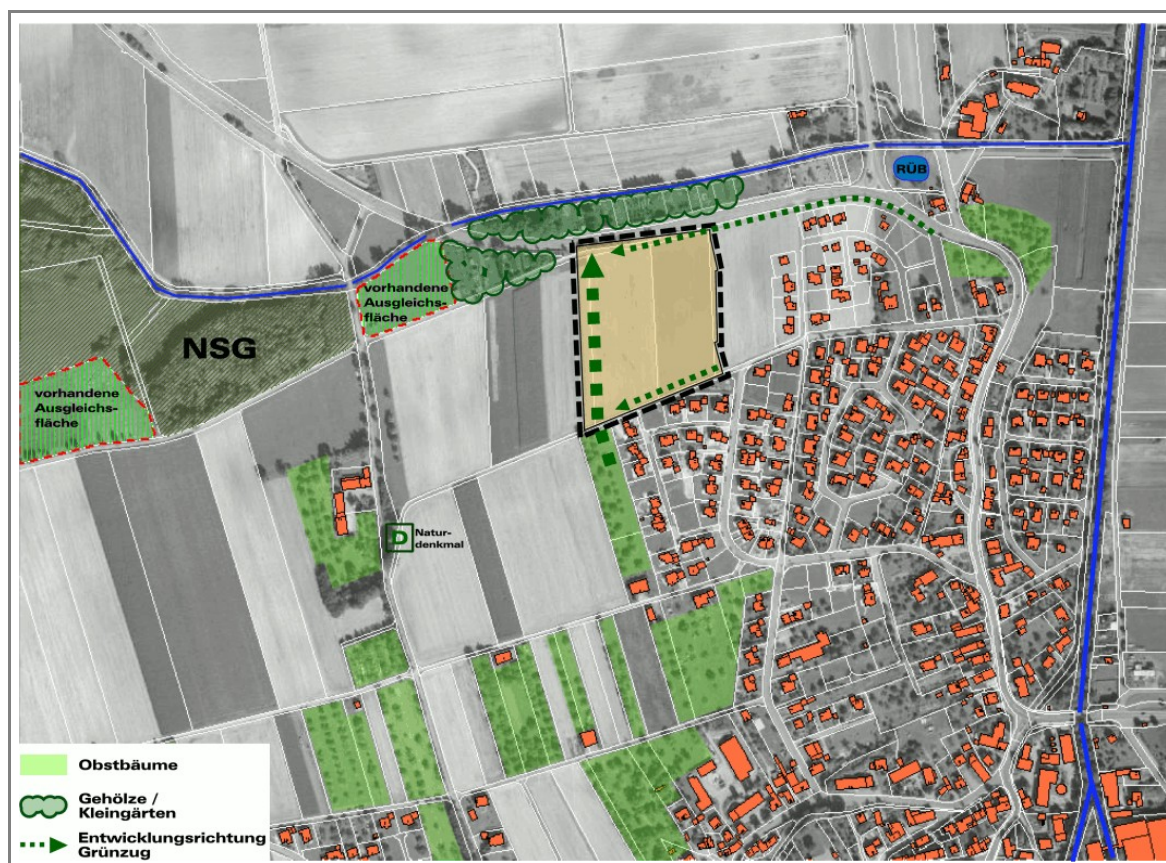 RÜB
vorhandene
Ausgleichs-
fläche
NSG
vorhandene
Ausgleichs-
fläche
D
Natur-
denkmal
Obstbäume
Gehölze /
Kleingärten
Entwicklungsrichtung
Grünzug